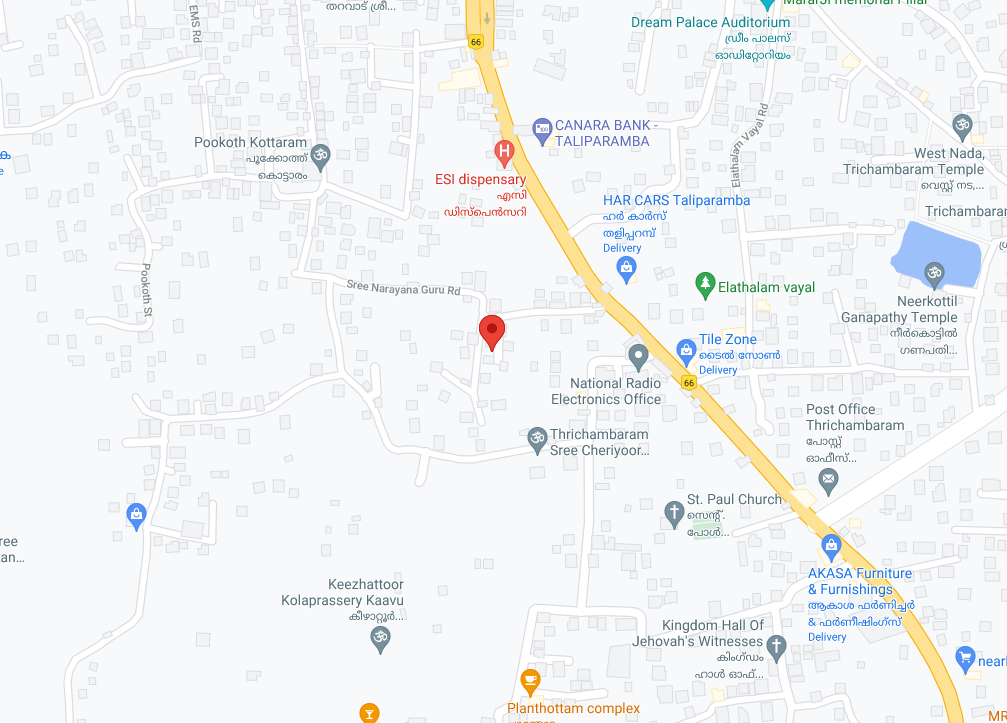 തറവാട് ശ്രീ...
EMS Rd
66
Dream Palace Auditorium
ഡ്രീം പാലസ്
ഓഡിറ്റോറിയം
CANARA BANK -
TALIPARAMBA
Pookoth Kottaram
പൂക്കോത്ത്
കൊട്ടാരം
ESI dispensary
എസി
ഡിസ്പെൻസറി
Elathalam Vayal Rd
West Nada,
Trichambaram Temple
വെസ്റ്റ് നട,...
HAR CARS Taliparamba
ഹർ കാർസ്
തളിപ്പറമ്പ്
Delivery
Trichambaram
Pookoth St
Sree Narayana Guru Rd
Elathalam vayal
Neerkottil
Ganapathy Temple
നീർകൊട്ടിൽ
ഗണപതി...
Tile Zone
ടൈൽ സോൺ
Delivery
66
National Radio
Electronics Office
Post Office
Thrichambaram
പോസ്റ്റ്
ഓഫീസ്...
Thrichambaram
Sree Cheriyoor...
St. Paul Church
സെന്റ്.
പോൾ...
ree
an...
AKASA Furniture
& Furnishings
ആകാശ ഫർണിച്ചർ
& ഫർണീഷിംഗ്സ്
Delivery
Keezhattoor
Kolaprassery Kaavu
കീഴാറ്റൂർ...
Kingdom Hall Of
Jehovah's Witnesses
കിംഗ്ഡം
ഹാൾ ഓഫ്...
Planthottam complex